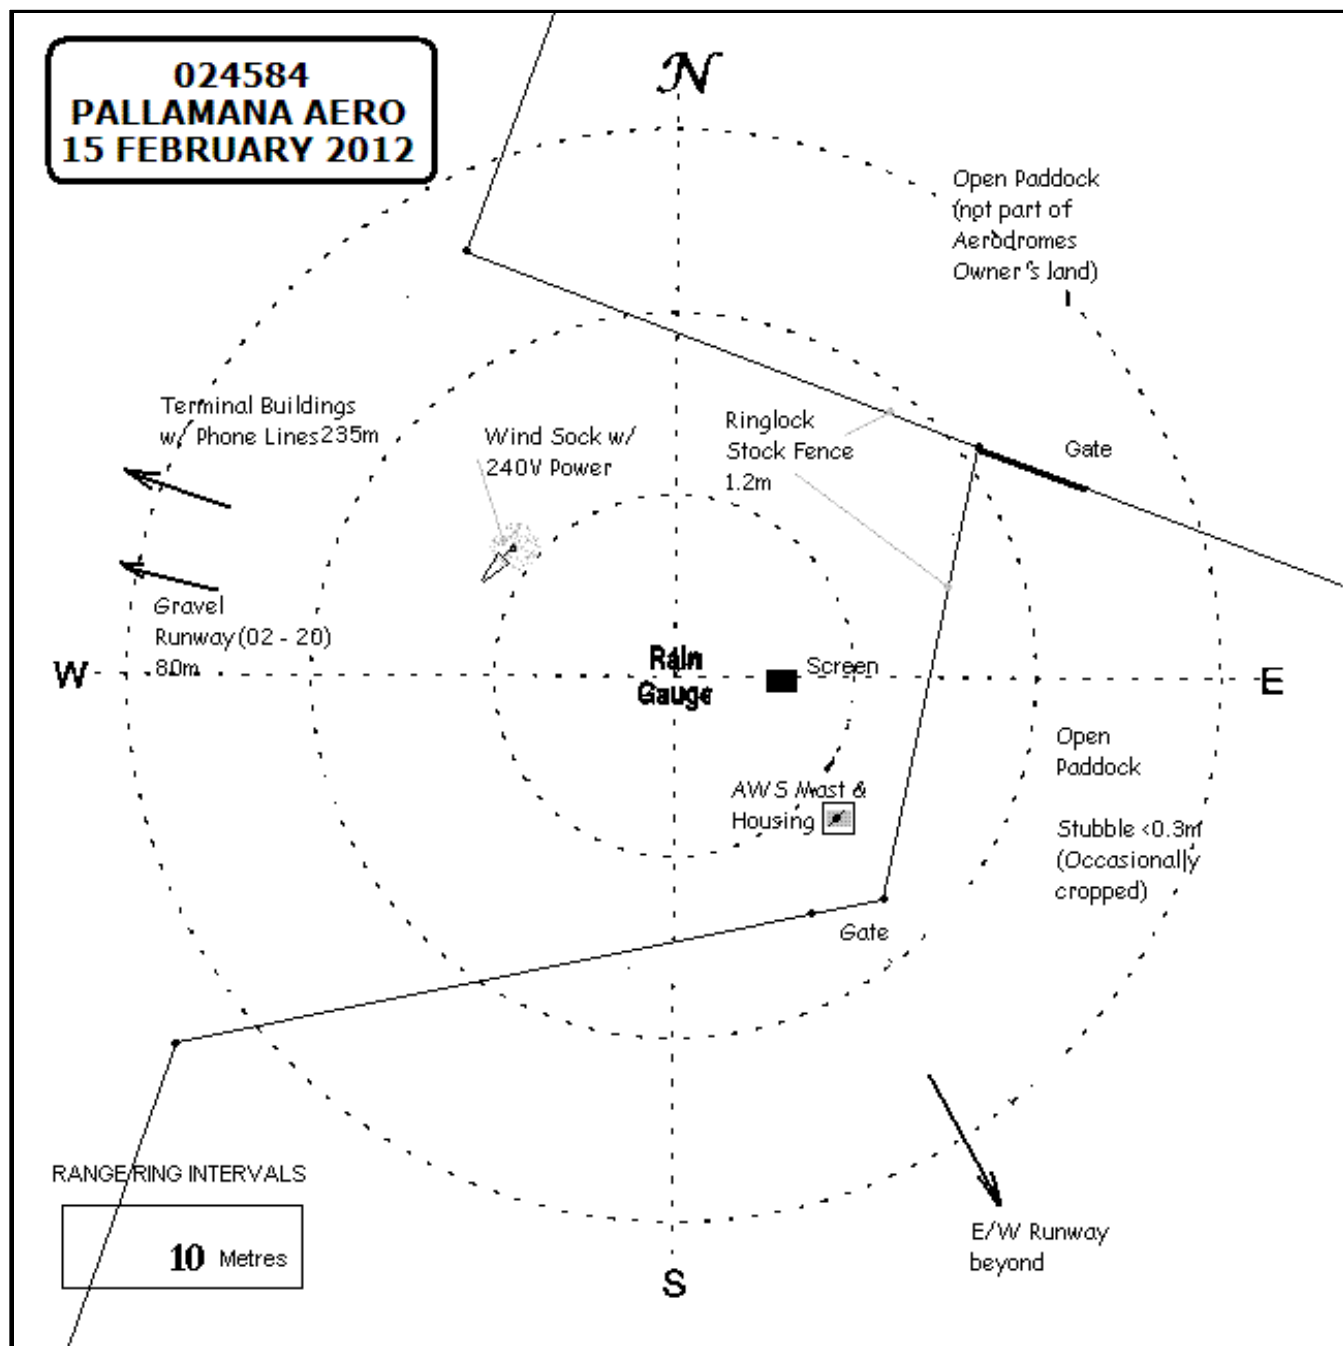 024584
PALLAMANA AERO
15 FEBRUARY 2012
N
Open Paddock
(not part of
Aerodromes
Owner's land)
Terminal Buildings
w/ Phone Lines 235m
Wind Sock w/
240V Power
Ringlock
Stock Fence
1.2m
Gate
Gravel
Runway (02 - 20)
80m
W
Rain
Gauge
Screen
E
Open
Paddock
AWS Mast &
Housing
Stubble <0.3m
(Occasionally
cropped)
Gate
RANGE RING INTERVALS
10 Metres
E/W Runway
beyond
S